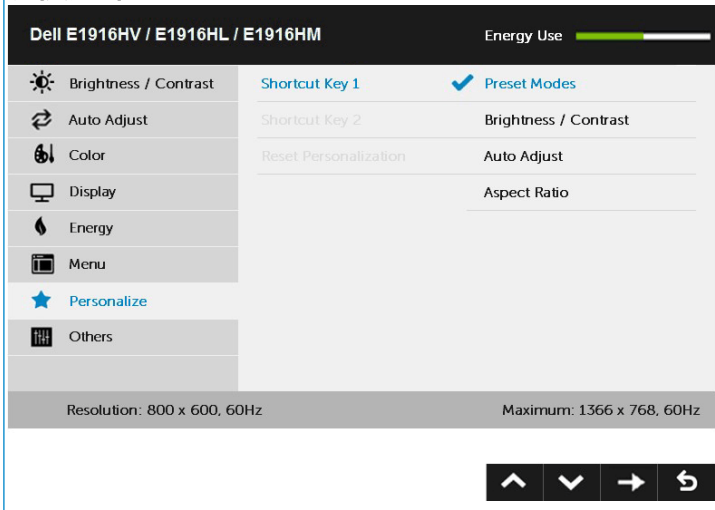 Dell E1916HV / E1916HL / E1916HM
Energy Use
Brightness / Contrast
Shortcut Key 1
Preset Modes
Auto Adjust
Shortcut Key 2
Brightness / Contrast
Color
Reset Personalization
Auto Adjust
Display
Aspect Ratio
Energy
Menu
Personalize
Others
Resolution: 800 x 600, 60Hz
Maximum: 1366 x 768, 60Hz